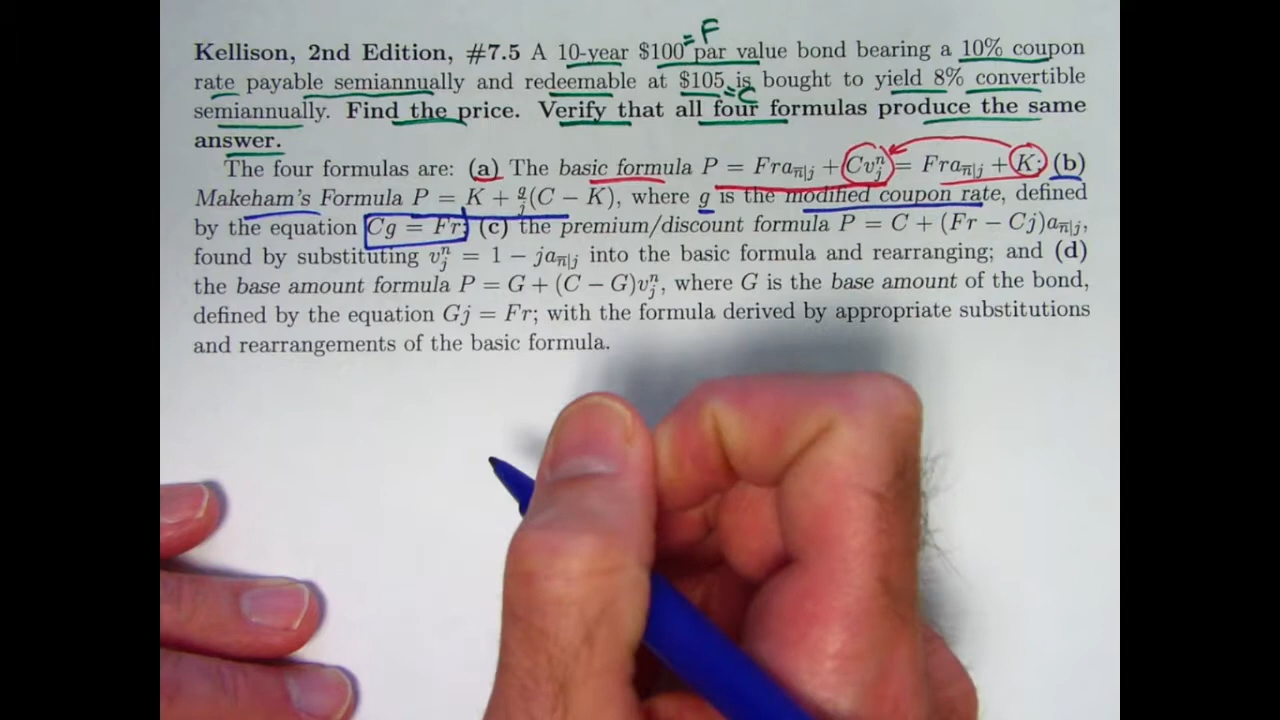 = F
Kellison, 2nd Edition, #7.5 A 10-year $100 par value bond bearing a 10% coupon
rate payable semiannually and redeemable at $105 is bought to yield 8% convertible
= C
semiannually. Find the price. Verify that all four formulas produce the same
answer.
The four formulas are: (a) The basic formula P = Fra_{\overline{n}|j} + Cv_j^n = Fra_{\overline{n}|j} + K; (b)
Makeham's Formula P = K + \frac{g}{j}(C − K), where g is the modified coupon rate, defined
by the equation Cg = Fr; (c) the premium/discount formula P = C + (Fr − Cj)a_{\overline{n}|j},
found by substituting v_j^n = 1 − ja_{\overline{n}|j} into the basic formula and rearranging; and (d)
the base amount formula P = G + (C − G)v_j^n, where G is the base amount of the bond,
defined by the equation Gj = Fr; with the formula derived by appropriate substitutions
and rearrangements of the basic formula.